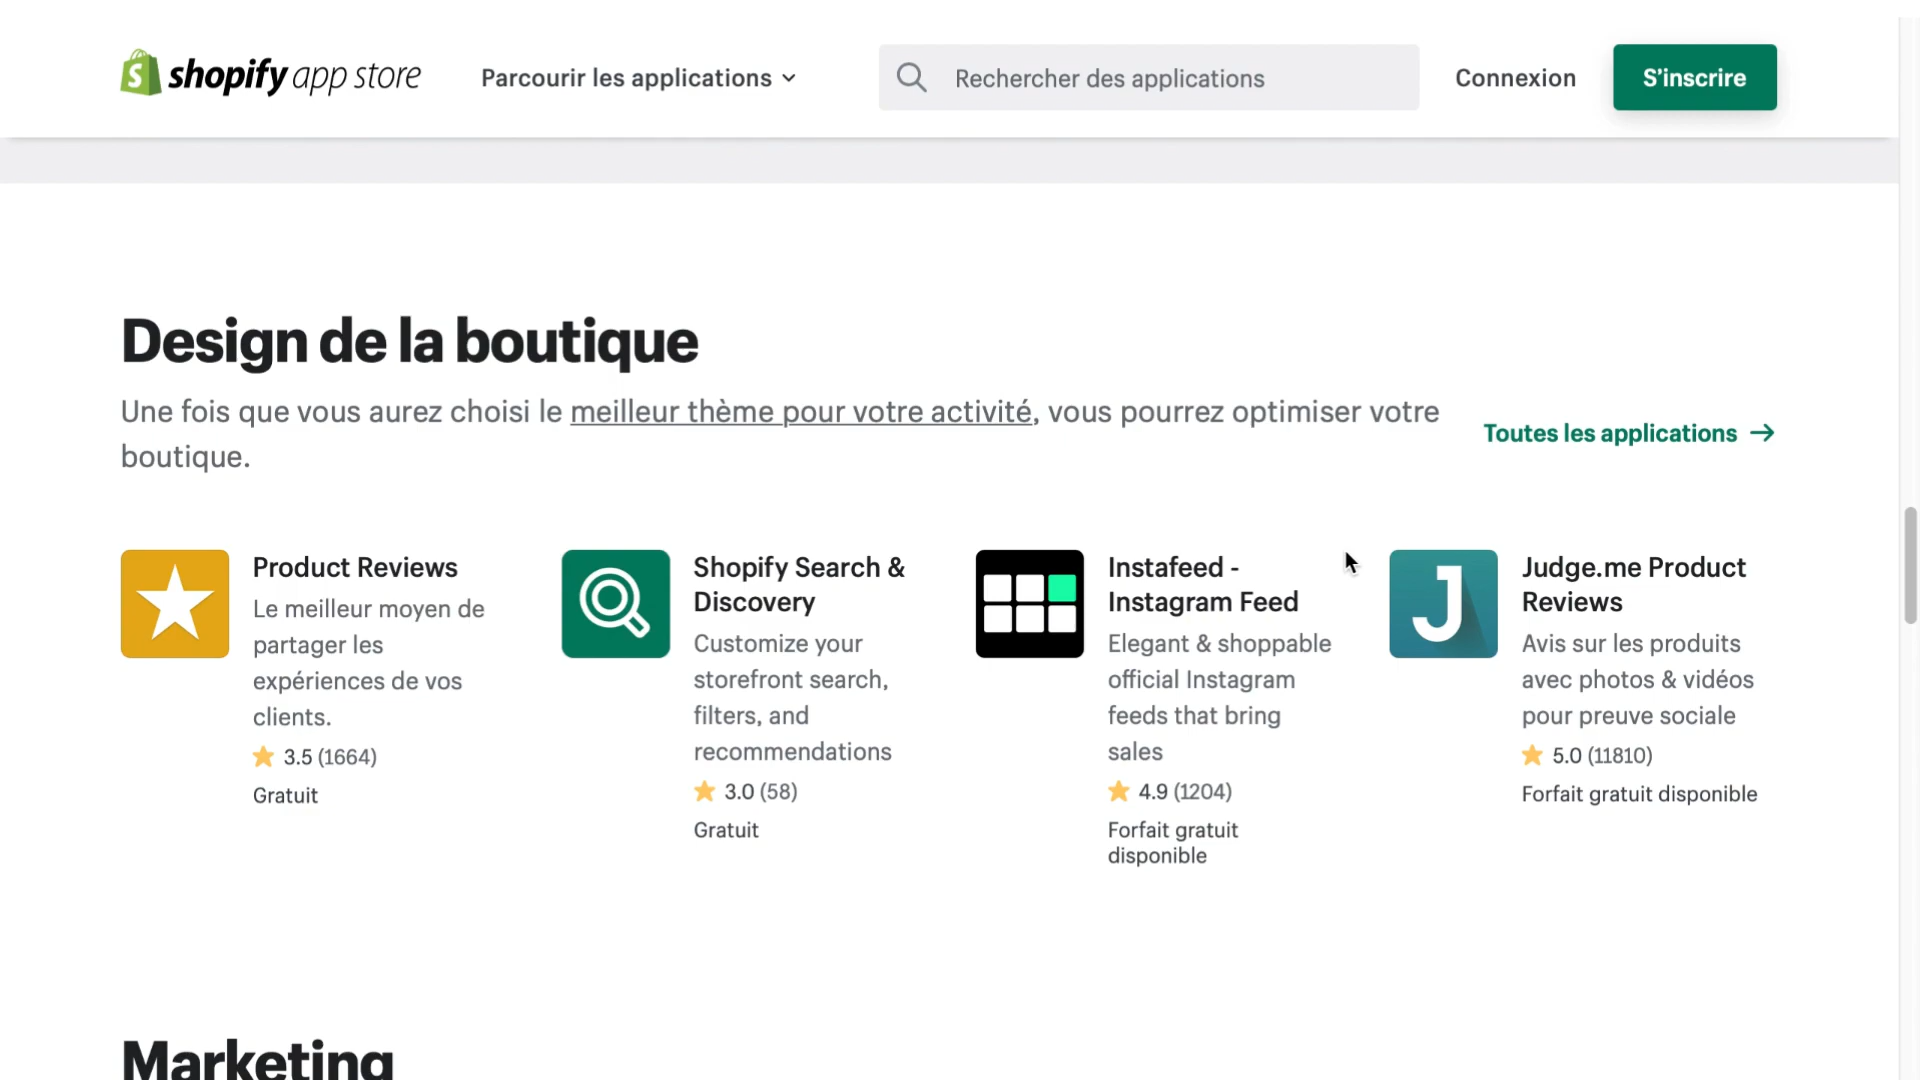 shopify app store
Parcourir les applications
Rechercher des applications
Connexion
S'inscrire
Design de la boutique
Une fois que vous aurez choisi le meilleur thème pour votre activité, vous pourrez optimiser votre
boutique.
Toutes les applications →
Product Reviews
Le meilleur moyen de
partager les
expériences de vos
clients.
3.5 (1664)
Gratuit
Shopify Search &
Discovery
Customize your
storefront search,
filters, and
recommendations
3.0 (58)
Gratuit
Instafeed -
Instagram Feed
Elegant & shoppable
official Instagram
feeds that bring
sales
4.9 (1204)
Forfait gratuit
disponible
J
Judge.me Product
Reviews
Avis sur les produits
avec photos & vidéos
pour preuve sociale
5.0 (11810)
Forfait gratuit disponible
Marketing